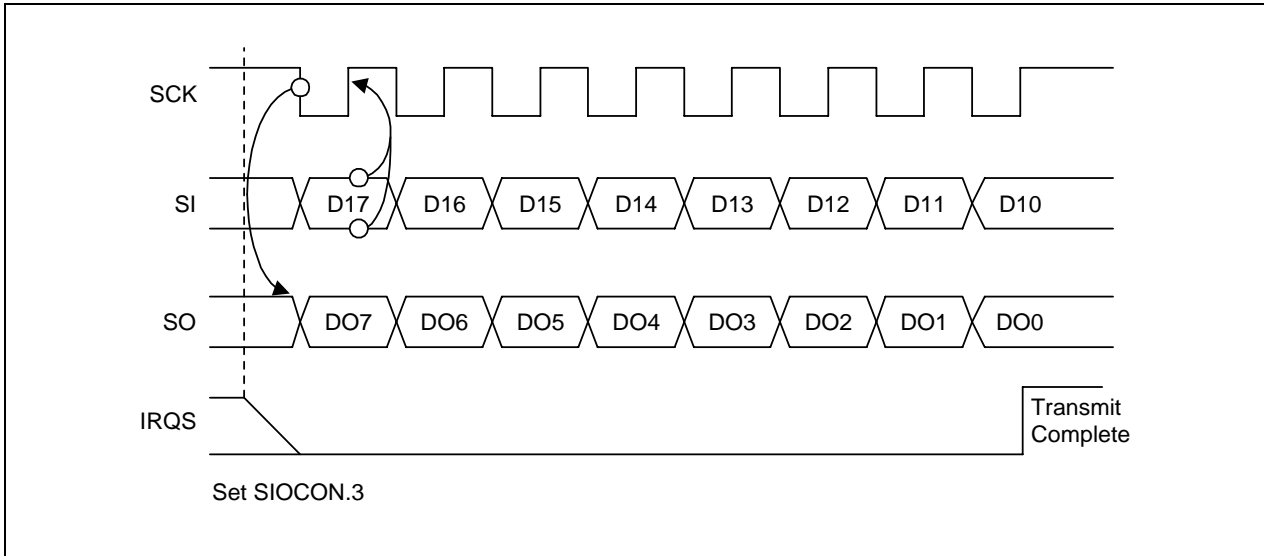 SCK
SI
D17
D16
D15
D14
D13
D12
D11
D10
SO
DO7
DO6
DO5
DO4
DO3
DO2
DO1
DO0
IRQS
Transmit
Complete
Set SIOCON.3